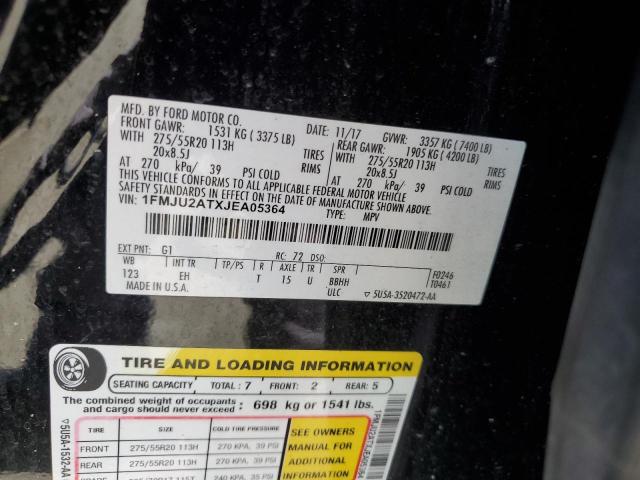 MFD. BY FORD MOTOR CO.
DATE: 11/17 GVWR: 3357 KG (7400 LB)
FRONT GAWR: 1531 KG (3375 LB) REAR GAWR: 1905 KG (4200 LB)
WITH 275/55R20 113H TIRES WITH 275/55R20 113H TIRES
20x8.5J RIMS 20x8.5J RIMS
AT 270 kPa/ 39 PSI COLD AT 270 kPa/ 39 PSI COLD
THIS VEHICLE CONFORMS TO ALL APPLICABLE FEDERAL MOTOR VEHICLE
SAFETY STANDARDS IN EFFECT
VIN: 1FMJU2ATXJEA05364
TYPE: MPV
EXT PNT: G1 RC: 72 DSO:
WB INT TR TP/PS R AXLE TR SPR F0246
123 EH T 15 U BBHH T0461
MADE IN U.S.A. ULC ▽5U5A-3520472-AA
TIRE AND LOADING INFORMATION
SEATING CAPACITY TOTAL: 7 FRONT: 2 REAR: 5
The combined weight of occupants
and cargo should never exceed: 698 kg or 1541 lbs.
TIRE SIZE COLD TIRE PRESSURE
FRONT 275/55R20 113H 270 KPA, 39 PSI
REAR 275/55R20 113H 270 KPA, 39 PSI
240 KPA, 35 PSI
SEE OWNERS
MANUAL FOR
ADDITIONAL
INFORMATION
▽5U5A-1532-AA
1FMJU2ATXJEA05364